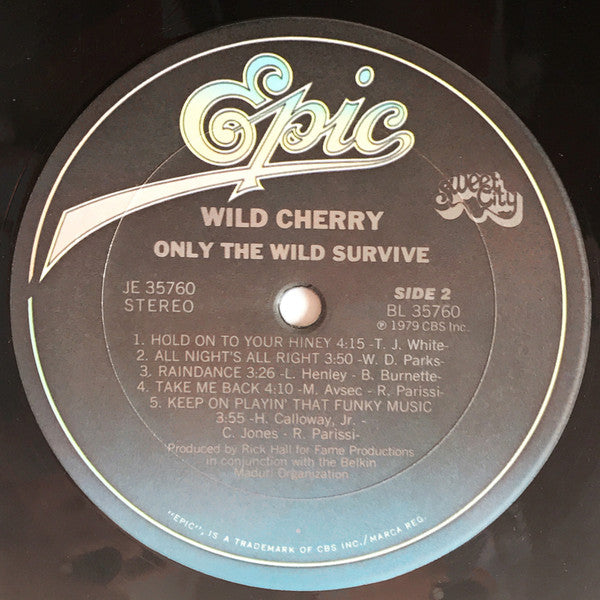 Epic
Sweet City
WILD CHERRY
ONLY THE WILD SURVIVE
JE 35760
STEREO
SIDE 2
BL 35760
℗ 1979 CBS Inc.
1. HOLD ON TO YOUR HINEY 4:15 -T. J. White-
2. ALL NIGHT'S ALL RIGHT 3:50 -W. D. Parks-
3. RAINDANCE 3:26 -L. Henley - B. Burnette-
4. TAKE ME BACK 4:10 -M. Avsec - R. Parissi-
5. KEEP ON PLAYIN' THAT FUNKY MUSIC
3:55 -H. Calloway, Jr. -
C. Jones - R. Parissi-
Produced by Rick Hall for Fame Productions
in conjunction with the Belkin
Maduri Organization
"EPIC", IS A TRADEMARK OF CBS INC./MARCA REG.